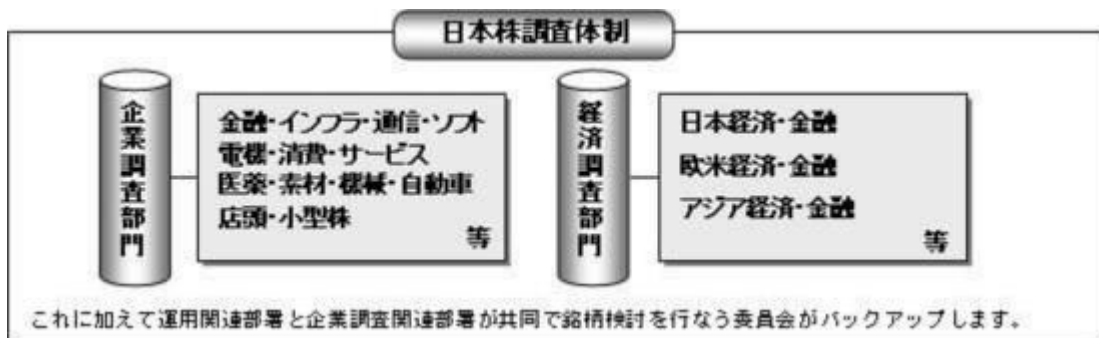 日本株調査体制
企業調査部門
金融・インフラ・通信・ソフト
電機・消費・サービス
医薬・素材・機械・自動車
店頭・小型株
等
経済調査部門
日本経済・金融
欧米経済・金融
アジア経済・金融
等
これに加えて運用関連部署と企業調査関連部署が共同で銘柄検討を行なう委員会がバックアップします。